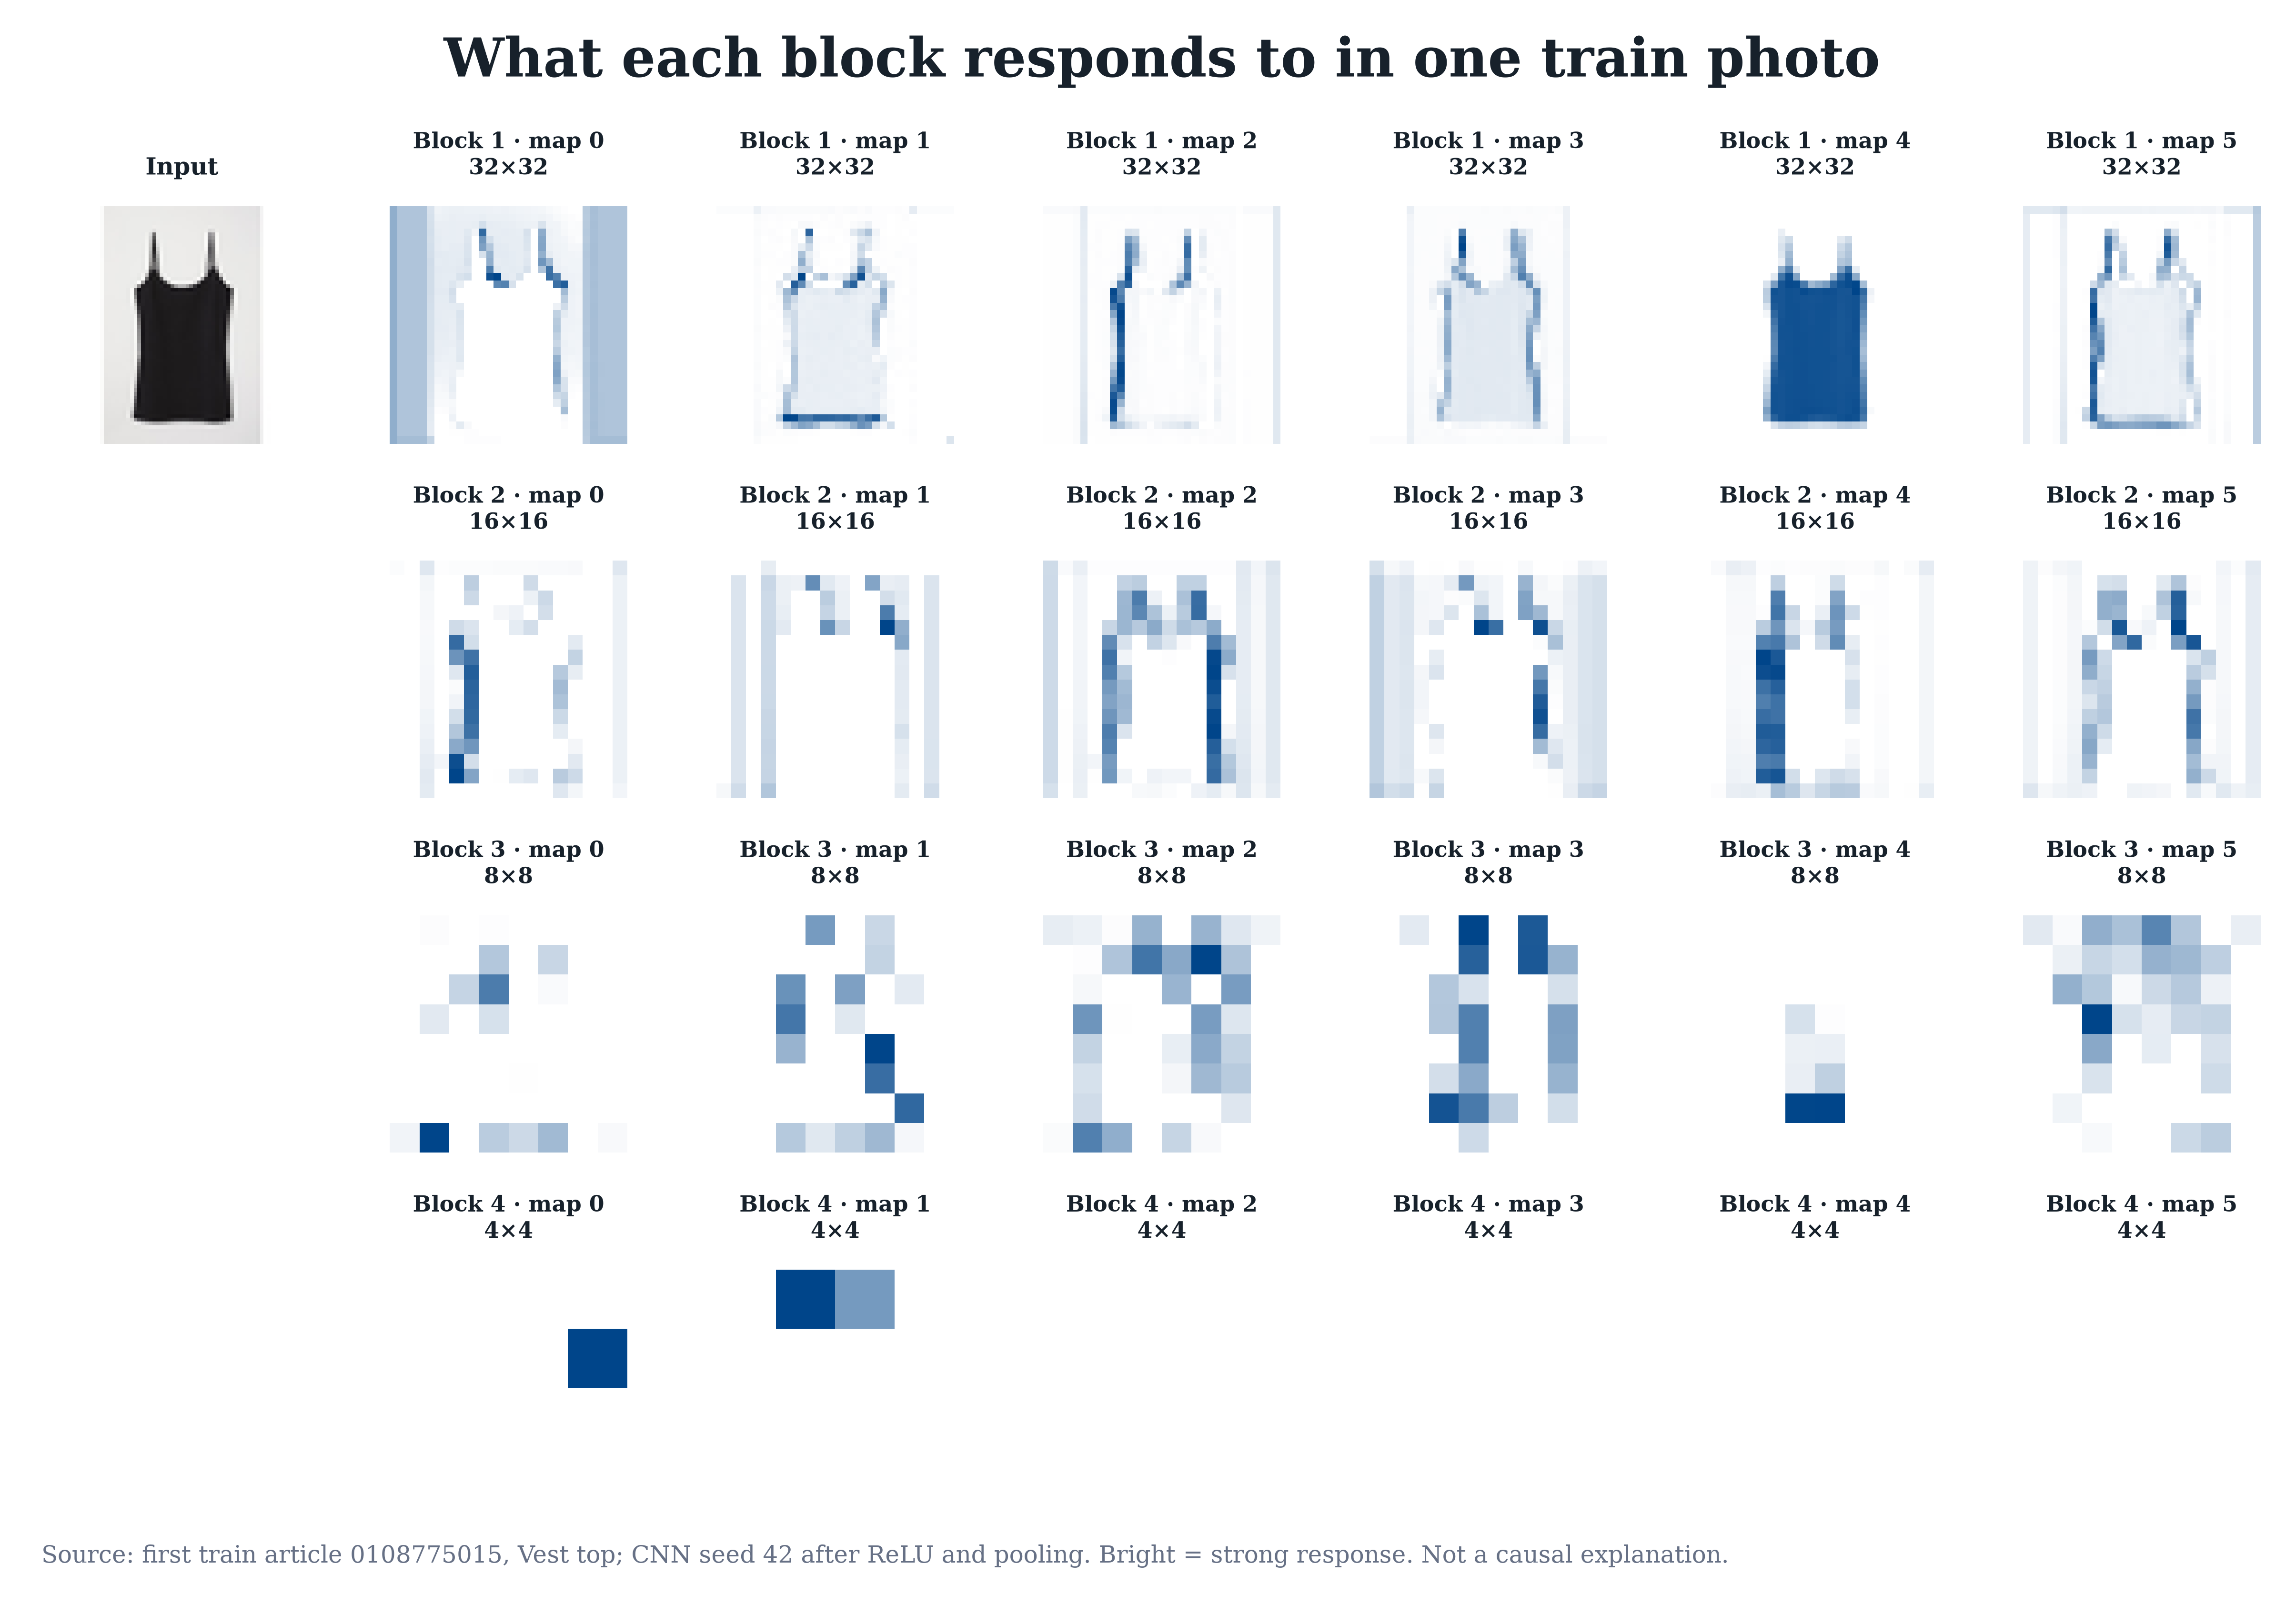 What each block responds to in one train photo
Input
Block 1 · map 0
32×32
Block 1 · map 1
32×32
Block 1 · map 2
32×32
Block 1 · map 3
32×32
Block 1 · map 4
32×32
Block 1 · map 5
32×32
Block 2 · map 0
16×16
Block 2 · map 1
16×16
Block 2 · map 2
16×16
Block 2 · map 3
16×16
Block 2 · map 4
16×16
Block 2 · map 5
16×16
Block 3 · map 0
8×8
Block 3 · map 1
8×8
Block 3 · map 2
8×8
Block 3 · map 3
8×8
Block 3 · map 4
8×8
Block 3 · map 5
8×8
Block 4 · map 0
4×4
Block 4 · map 1
4×4
Block 4 · map 2
4×4
Block 4 · map 3
4×4
Block 4 · map 4
4×4
Block 4 · map 5
4×4
Source: first train article 0108775015, Vest top; CNN seed 42 after ReLU and pooling. Bright = strong response. Not a causal explanation.